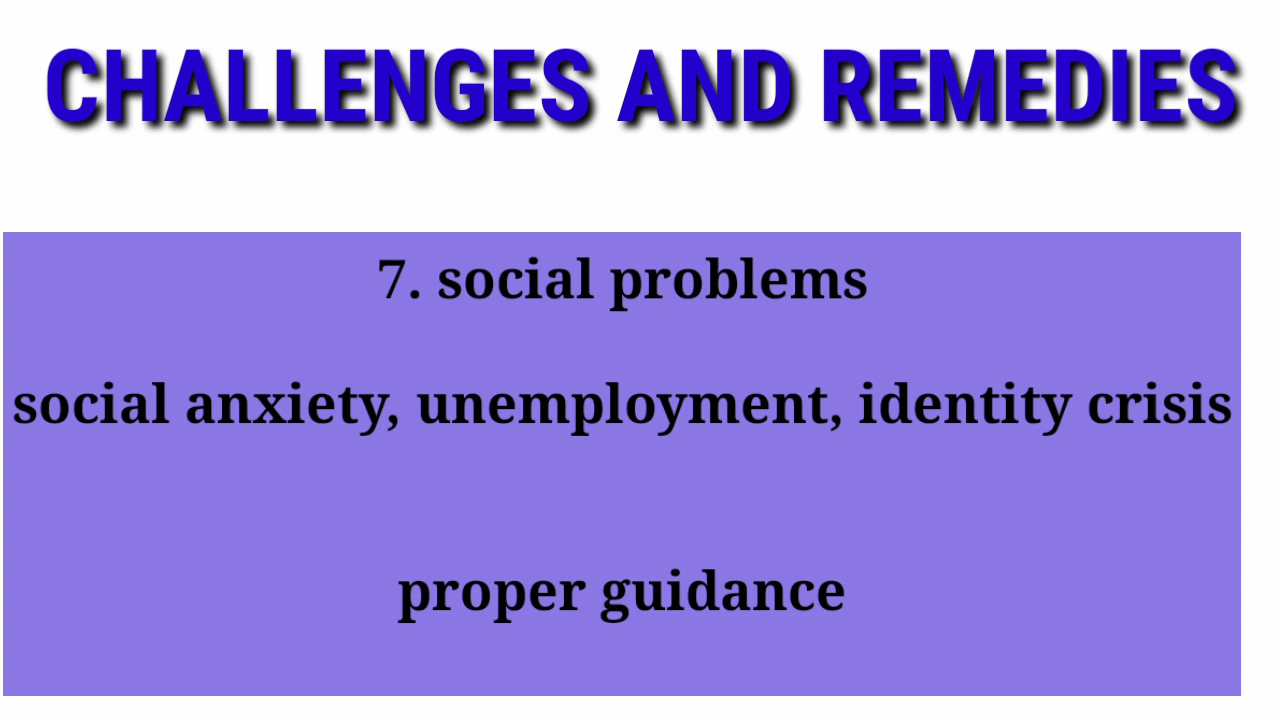 CHALLENGES AND REMEDIES
7. social problems
social anxiety, unemployment, identity crisis
proper guidance